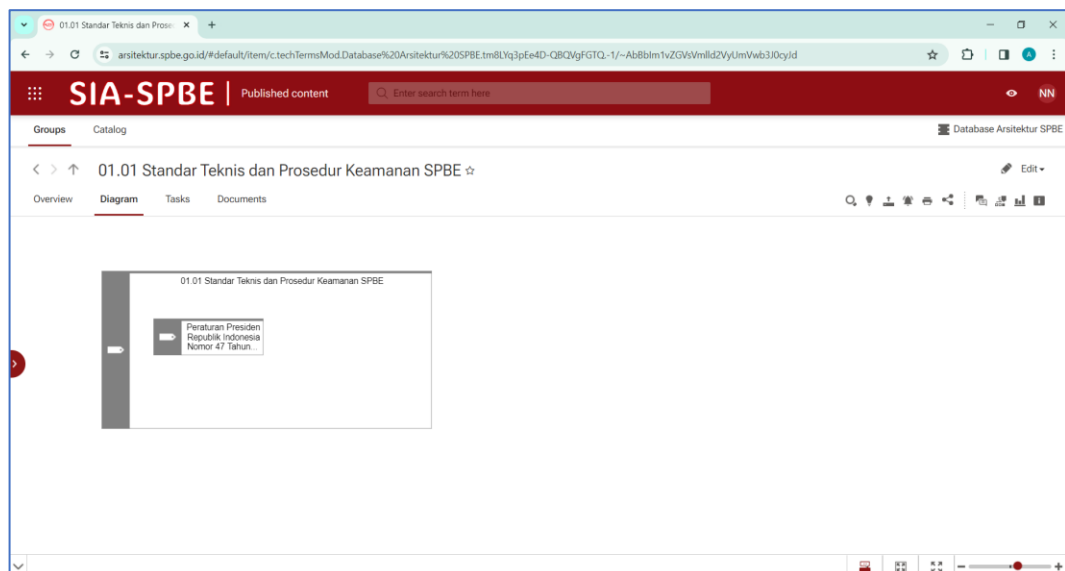 01.01 Standar Teknis dan Prose
arsitektur.spbe.go.id/#default/item/c.techTermsMod.Database%20Arsitektur%20SPBE.tm8LYq3pEe4D-QBQVgFGTQ.-1/~AbBbIm1vZGVsVmlld2VyUmVwb3J0cyJd
A
SIA-SPBE
Published content
Enter search term here
NN
Groups
Catalog
Database Arsitektur SPBE
01.01 Standar Teknis dan Prosedur Keamanan SPBE
Edit
Overview
Diagram
Tasks
Documents
01.01 Standar Teknis dan Prosedur Keamanan SPBE
Peraturan Presiden
Republik Indonesia
Nomor 47 Tahun...